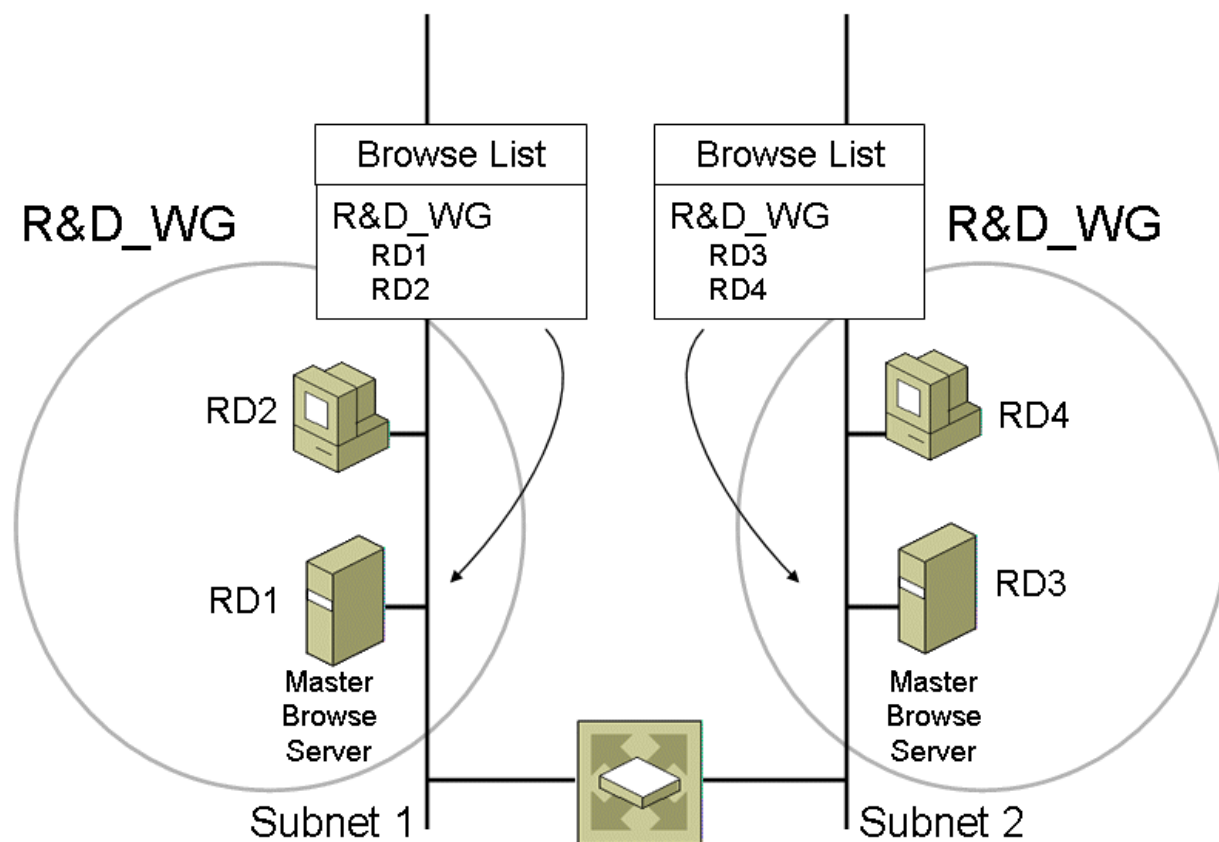 Browse List
R&D_WG
RD1
RD2
Browse List
R&D_WG
RD3
RD4
R&D_WG
R&D_WG
RD2
RD4
RD1
RD3
Master
Browse
Server
Master
Browse
Server
Subnet 1
Subnet 2